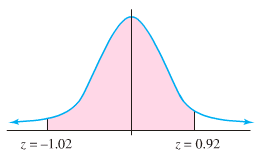 z = –1.02 z = 0.92